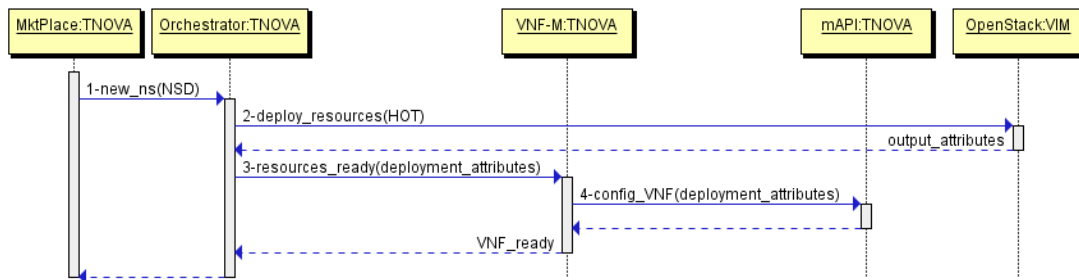 MktPlace:TNOVA
Orchestrator:TNOVA
VNF-M:TNOVA
mAPI:TNOVA
OpenStack:VIM
1-new_ns(NSD)
2-deploy_resources(HOT)
output_attributes
3-resources_ready(deployment_attributes)
4-config_VNF(deployment_attributes)
VNF_ready